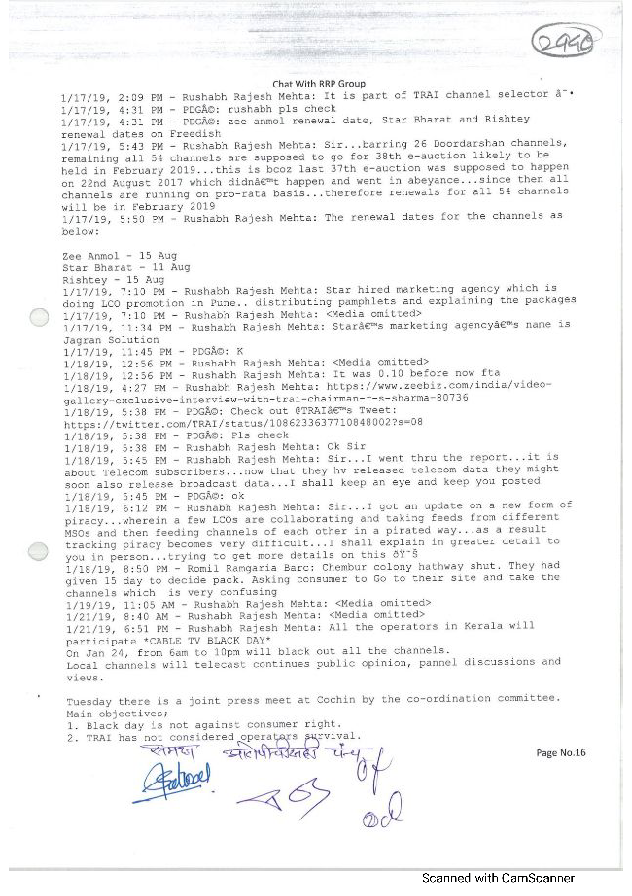 2940
Chat With RRP Group
1/17/19, 2:09 PM - Rushabh Rajesh Mehta: It is part of TRAI channel selector â˜•
1/17/19, 4:31 PM - PDGÂ©: rushabh pls check
1/17/19, 4:31 PM - PDGÂ©: zee anmol renewal date, Star Bharat and Rishtey
renewal dates on Freedish
1/17/19, 5:43 PM - Rushabh Rajesh Mehta: Sir...barring 26 Doordarshan channels,
remaining all 54 channels are supposed to go for 38th e-auction likely to be
held in February 2019...this is bcoz last 37th e-auction was supposed to happen
on 22nd August 2017 which didnâ€™t happen and went in abeyance...since then all
channels are running on pro-rata basis...therefore renewals for all 54 channels
will be in February 2019
1/17/19, 5:50 PM - Rushabh Rajesh Mehta: The renewal dates for the channels as
below:
Zee Anmol - 15 Aug
Star Bharat - 11 Aug
Rishtey - 15 Aug
1/17/19, 7:10 PM - Rushabh Rajesh Mehta: Star hired marketing agency which is
doing LCO promotion in Pune.. distributing pamphlets and explaining the packages
1/17/19, 7:10 PM - Rushabh Rajesh Mehta: <Media omitted>
1/17/19, 11:34 PM - Rushabh Rajesh Mehta: Starâ€™s marketing agencyâ€™s name is
Jagran Solution
1/17/19, 11:45 PM - PDGÂ©: K
1/18/19, 12:56 PM - Rushabh Rajesh Mehta: <Media omitted>
1/18/19, 12:56 PM - Rushabh Rajesh Mehta: It was 0.10 before now fta
1/18/19, 4:27 PM - Rushabh Rajesh Mehta: https://www.zeebiz.com/india/video-
gallery-exclusive-interview-with-trai-chairman-r-s-sharma-80736
1/18/19, 5:38 PM - PDGÂ©: Check out @TRAIâ€™s Tweet:
https://twitter.com/TRAI/status/1086233637710848002?s=08
1/18/19, 5:38 PM - PDGÂ©: Pls check
1/18/19, 5:38 PM - Rushabh Rajesh Mehta: Ok Sir
1/18/19, 5:45 PM - Rushabh Rajesh Mehta: Sir...I went thru the report...it is
about Telecom subscribers...now that they hv released telecom data they might
soon also release broadcast data...I shall keep an eye and keep you posted
1/18/19, 5:45 PM - PDGÂ©: ok
1/18/19, 6:12 PM - Rushabh Rajesh Mehta: Sir...I got an update on a new form of
piracy...wherein a few LCOs are collaborating and taking feeds from different
MSOs and then feeding channels of each other in a pirated way...as a result
tracking piracy becomes very difficult...I shall explain in greater detail to
you in person...trying to get more details on this ðŸ˜Š
1/18/19, 8:50 PM - Romil Ramgaria Barc: Chembur colony hathway shut. They had
given 15 day to decide pack. Asking consumer to Go to their site and take the
channels which  is very confusing
1/19/19, 11:05 AM - Rushabh Rajesh Mehta: <Media omitted>
1/21/19, 8:40 AM - Rushabh Rajesh Mehta: <Media omitted>
1/21/19, 6:51 PM - Rushabh Rajesh Mehta: All the operators in Kerala will
participate *CABLE TV BLACK DAY*
On Jan 24, from 6am to 10pm will black out all the channels.
Local channels will telecast continues public opinion, pannel discussions and
views.
Tuesday there is a joint press meet at Cochin by the co-ordination committee.
Main objectives;
1. Black day is not against consumer right.
2. TRAI has not considered operators survival.
समक्ष
Page No.16
Scanned with CamScanner